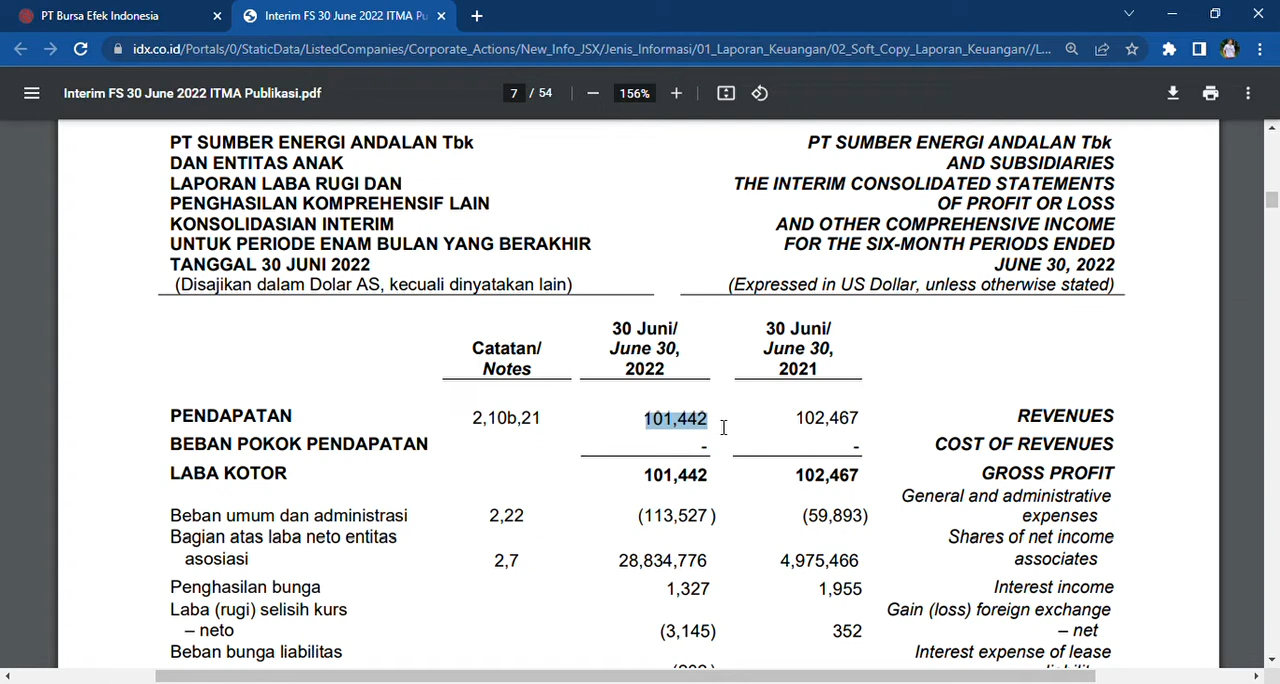 PT Bursa Efek Indonesia
Interim FS 30 June 2022 ITMA Pu
idx.co.id/Portals/0/StaticData/ListedCompanies/Corporate_Actions/New_Info_JSX/Jenis_Informasi/01_Laporan_Keuangan/02_Soft_Copy_Laporan_Keuangan//L...
Interim FS 30 June 2022 ITMA Publikasi.pdf
7 / 54
156%
PT SUMBER ENERGI ANDALAN Tbk PT SUMBER ENERGI ANDALAN Tbk
DAN ENTITAS ANAK AND SUBSIDIARIES
LAPORAN LABA RUGI DAN THE INTERIM CONSOLIDATED STATEMENTS
PENGHASILAN KOMPREHENSIF LAIN OF PROFIT OR LOSS
KONSOLIDASIAN INTERIM AND OTHER COMPREHENSIVE INCOME
UNTUK PERIODE ENAM BULAN YANG BERAKHIR FOR THE SIX-MONTH PERIODS ENDED
TANGGAL 30 JUNI 2022 JUNE 30, 2022
(Disajikan dalam Dolar AS, kecuali dinyatakan lain) (Expressed in US Dollar, unless otherwise stated)
30 Juni/ 30 Juni/
Catatan/ June 30, June 30,
Notes 2022 2021
PENDAPATAN 2,10b,21 101,442 102,467 REVENUES
BEBAN POKOK PENDAPATAN - - COST OF REVENUES
LABA KOTOR 101,442 102,467 GROSS PROFIT
General and administrative
Beban umum dan administrasi 2,22 (113,527) (59,893) expenses
Bagian atas laba neto entitas Shares of net income
asosiasi 2,7 28,834,776 4,975,466 associates
Penghasilan bunga 1,327 1,955 Interest income
Laba (rugi) selisih kurs Gain (loss) foreign exchange
– neto (3,145) 352 – net
Beban bunga liabilitas Interest expense of lease